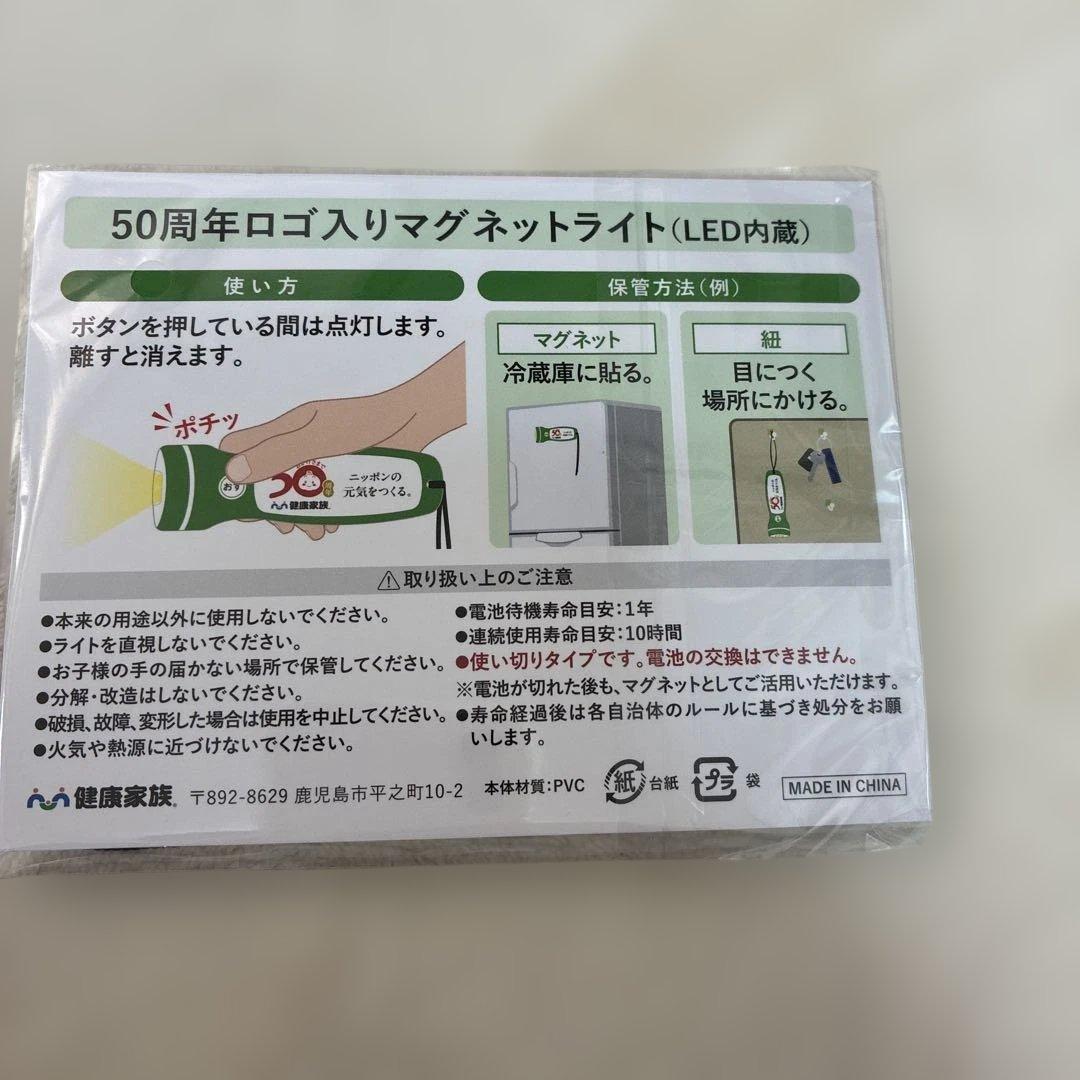 50周年ロゴ入りマグネットライト(LED内蔵)
使い方
ボタンを押している間は点灯します。
離すと消えます。
ポチッ
おす
50
周年
ニッポンの
元気をつくる。
健康家族®
保管方法(例)
マグネット
冷蔵庫に貼る。
紐
目につく
場所にかける。
⚠取り扱い上のご注意
●本来の用途以外に使用しないでください。
●ライトを直視しないでください。
●お子様の手の届かない場所で保管してください。
●分解・改造はしないでください。
●破損、故障、変形した場合は使用を中止してください。
●火気や熱源に近づけないでください。
●電池待機寿命目安:1年
●連続使用寿命目安:10時間
●使い切りタイプです。電池の交換はできません。
※電池が切れた後も、マグネットとしてご活用いただけます。
●寿命経過後は各自治体のルールに基づき処分をお願
いします。
健康家族® 〒892-8629 鹿児島市平之町10-2 本体材質:PVC 紙 台紙 プラ 袋 MADE IN CHINA